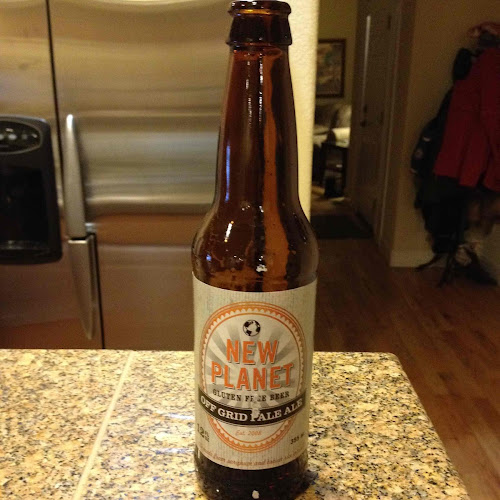 NEW
PLANET
GLUTEN FREE BEER
OFF GRID PALE ALE